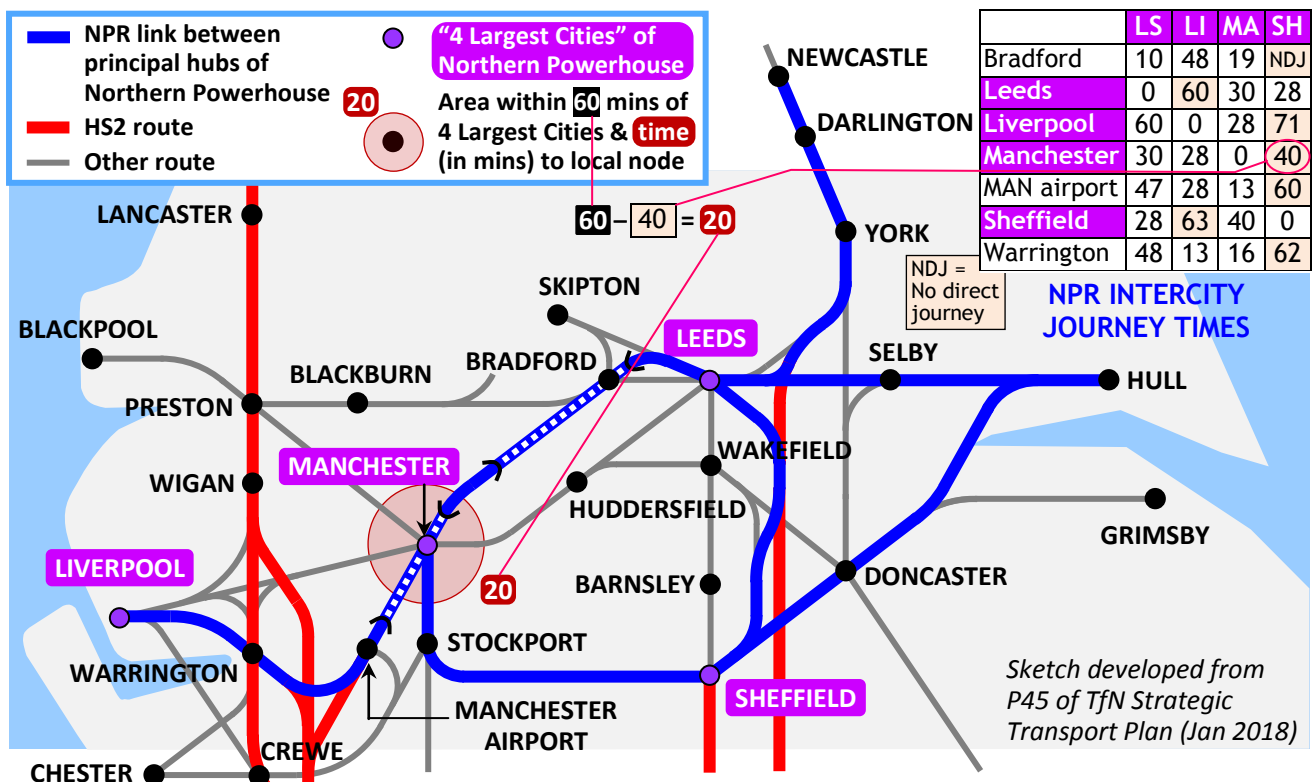 NPR link between
principal hubs of
Northern Powerhouse
HS2 route
Other route
20
"4 Largest Cities" of
Northern Powerhouse
Area within 60 mins of
4 Largest Cities & time
(in mins) to local node
60 – 40 = 20
LS LI MA SH
Bradford 10 48 19 NDJ
Leeds 0 60 30 28
Liverpool 60 0 28 71
Manchester 30 28 0 40
MAN airport 47 28 13 60
Sheffield 28 63 40 0
Warrington 48 13 16 62
NDJ =
No direct
journey
NPR INTERCITY
JOURNEY TIMES
NEWCASTLE
DARLINGTON
LANCASTER
YORK
SKIPTON
BLACKPOOL
LEEDS
BRADFORD
SELBY
BLACKBURN
HULL
PRESTON
WAKEFIELD
MANCHESTER
WIGAN
HUDDERSFIELD
GRIMSBY
LIVERPOOL
20
BARNSLEY
DONCASTER
STOCKPORT
WARRINGTON
SHEFFIELD
MANCHESTER
AIRPORT
CREWE
CHESTER
Sketch developed from
P45 of TfN Strategic
Transport Plan (Jan 2018)